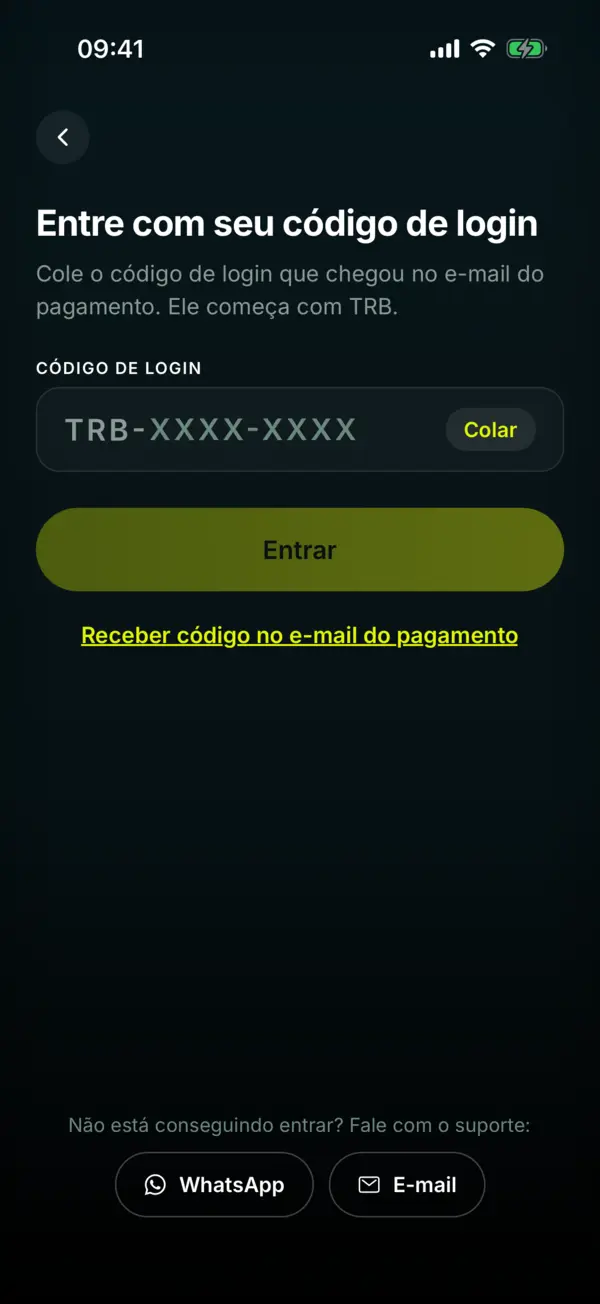 09:41
Entre com seu código de login
Cole o código de login que chegou no e-mail do
pagamento. Ele começa com TRB.
CÓDIGO DE LOGIN
TRB-XXXX-XXXX
Colar
Entrar
Receber código no e-mail do pagamento
Não está conseguindo entrar? Fale com o suporte:
WhatsApp
E-mail